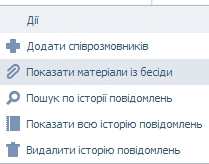 Дії
Додати співрозмовників
Показати матеріали із бесіди
Пошук по історії повідомлень
Показати всю історію повідомлень
Видалити історію повідомлень